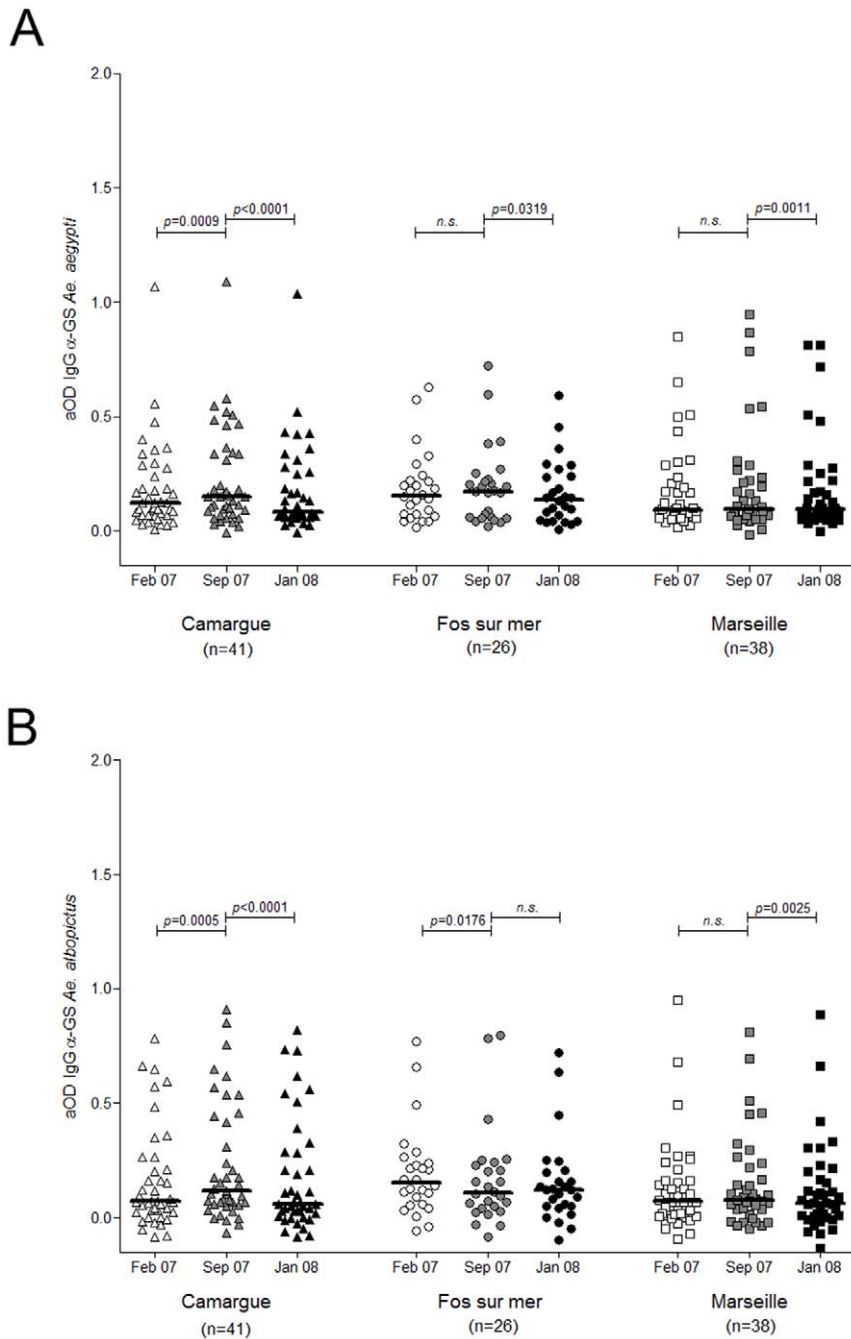 A
2.0
1.5
1.0
0.5
0.0
aOD IgG α-GS Ae. aegypti
p=0.0009
p<0.0001
n.s.
p=0.0319
n.s.
p=0.0011
Feb 07 Sep 07 Jan 08 Feb 07 Sep 07 Jan 08 Feb 07 Sep 07 Jan 08
Camargue Fos sur mer Marseille
(n=41) (n=26) (n=38)
B
2.0
1.5
1.0
0.5
0.0
aOD IgG α-GS Ae. albopictus
p=0.0005
p<0.0001
p=0.0176
n.s.
n.s.
p=0.0025
Feb 07 Sep 07 Jan 08 Feb 07 Sep 07 Jan 08 Feb 07 Sep 07 Jan 08
Camargue Fos sur mer Marseille
(n=41) (n=26) (n=38)